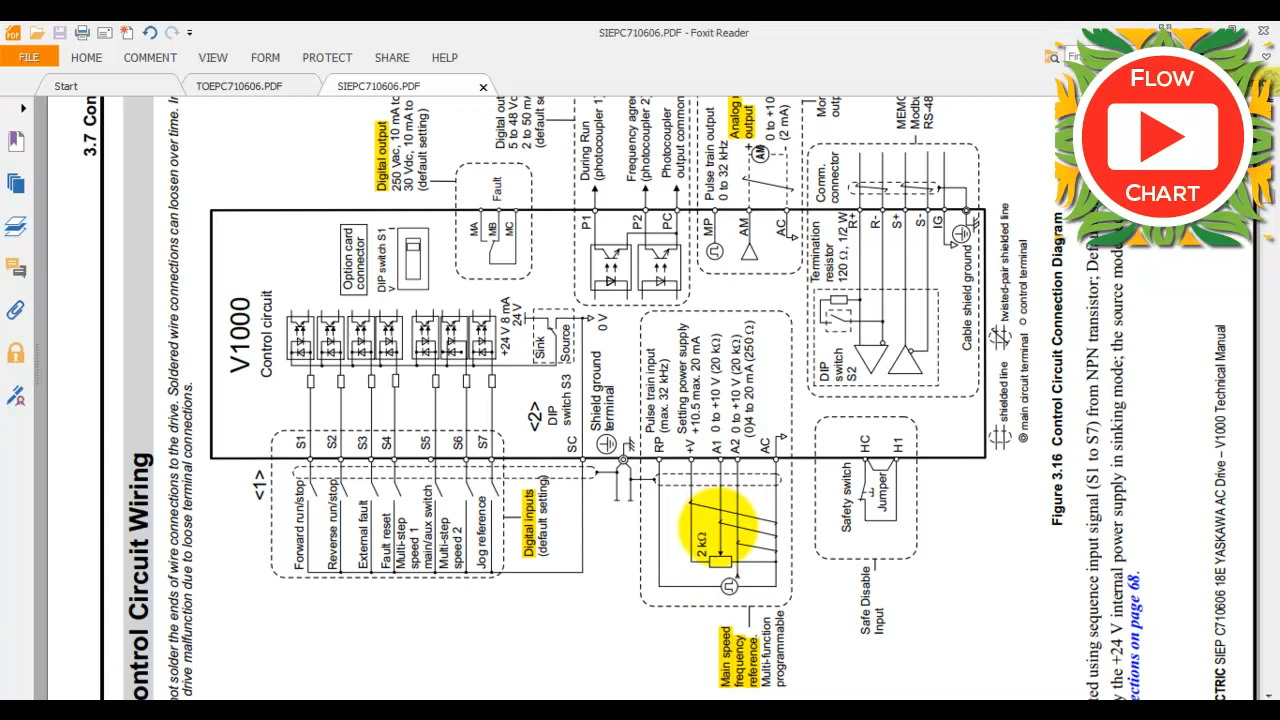 SIEPC710606.PDF - Foxit Reader
FILE
HOME
COMMENT
VIEW
FORM
PROTECT
SHARE
HELP
Fin
Start
TOEPC710606.PDF
SIEPC710606.PDF
FLOW
CHART
3.7 Con
ontrol Circuit Wiring
not solder the ends of wire connections to the drive. Soldered wire connections can loosen over time. I
drive malfunction due to loose terminal connections.
V1000
Control circuit
<1>
Forward run/stop
Reverse run/stop
External fault
Fault reset
Multi-step
speed 1
main/aux switch
Multi-step
speed 2
Jog reference
S1
S2
S3
S4
S5
S6
S7
Digital inputs
(default setting)
+24 V 8 mA
24 V
Sink
Source
0 V
<2>
DIP
switch S3
SC
Shield ground
terminal
Option card
connector
DIP switch S1
V
I
Digital output
250 Vac, 10 mA to
30 Vdc, 10 mA to
(default setting)
Fault
MA
MB
MC
Digital out
5 to 48 Vd
2 to 50 m
(default se
During Run
(photocoupler 1)
Frequency agree
(photocoupler 2)
Photocoupler
output common
P1
P2
PC
Pulse train output
0 to 32 kHz
Analog
output
+
AM
0 to +10
(2 mA)
MP
AM
AC
Mo
outp
MEMO
Modbu
RS-48
Comm.
connector
Termination
resistor
120 Ω, 1/2 W
R+
R-
S+
S-
IG
DIP
switch
S2
Cable shield ground
Pulse train input
(max. 32 kHz)
Setting power supply
+10.5 max. 20 mA
0 to +10 V (20 kΩ)
0 to +10 V (20 kΩ)
(0)4 to 20 mA (250 Ω)
RP
+V
A1
A2
AC
2 kΩ
Main speed
frequency
reference.
Multi-function
programmable
Safety switch
Jumper
HC
H1
Safe Disable
Input
shielded line
twisted-pair shielded line
main circuit terminal
control terminal
Figure 3.16 Control Circuit Connection Diagram
ted using sequence input signal (S1 to S7) from NPN transistor; Def
y the +24 V internal power supply in sinking mode; the source mode
ections on page 68.
CTRIC SIEP C710606 18E YASKAWA AC Drive – V1000 Technical Manual